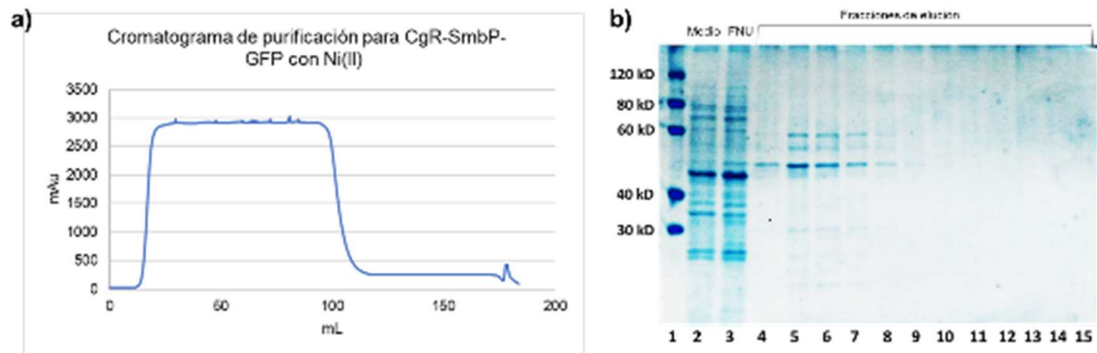 a)
Cromatograma de purificación para CgR-SmbP-
GFP con Ni(II)
3500
3000
2500
2000
1500
1000
500
0
mAu
0 50 100 150 200
mL
b)
Fracciones de elución
Medio FNU
120 kD
80 kD
60 kD
40 kD
30 kD
1 2 3 4 5 6 7 8 9 10 11 12 13 14 15